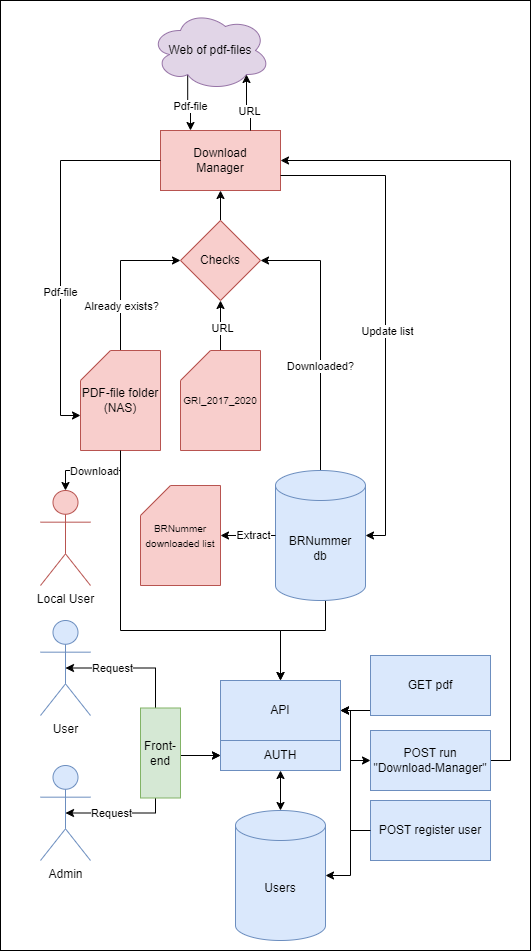 Web of pdf-files
Pdf-file
URL
Download
Manager
Checks
Pdf-file
Already exists?
URL
Update list
Downloaded?
PDF-file folder
(NAS)
GRI_2017_2020
Download
BRNummer
downloaded list
Extract
BRNummer
db
Local User
Request
User
API
GET pdf
Front-
end
AUTH
POST run
"Download-Manager"
Request
POST register user
Admin
Users